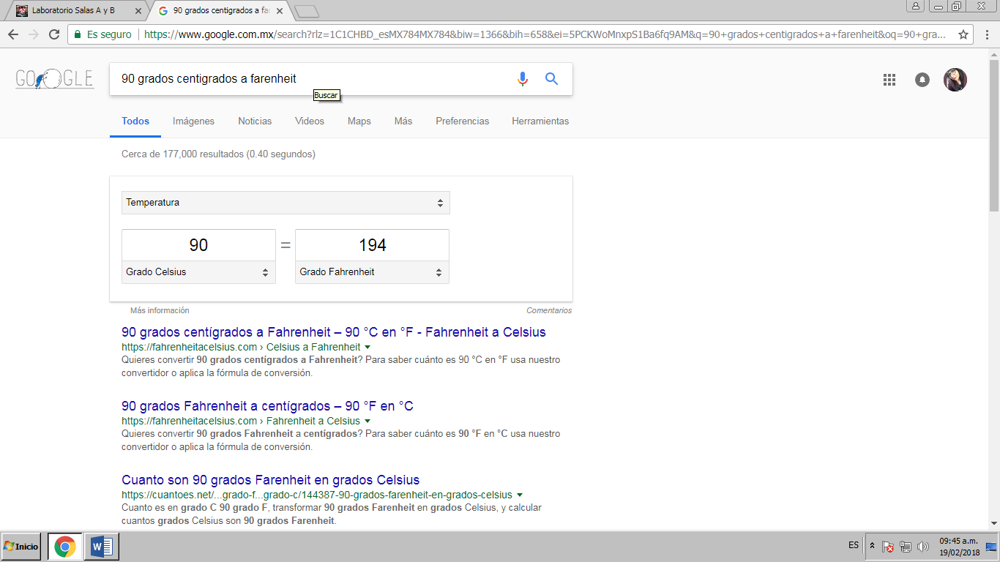 Laboratorio Salas A y B
90 grados centigrados a fa
Es seguro
https://www.google.com.mx/search?rlz=1C1CHBD_esMX784MX784&biw=1366&bih=658&ei=5PCKWoMnxpS1Ba6fq9AM&q=90+grados+centigrados+a+farenheit&oq=90+gra...
GOOGLE
90 grados centigrados a farenheit
Buscar
Todos Imágenes Noticias Videos Maps Más Preferencias Herramientas
Cerca de 177,000 resultados (0.40 segundos)
Temperatura
90 = 194
Grado Celsius Grado Fahrenheit
Más información Comentarios
90 grados centígrados a Fahrenheit – 90 °C en °F - Fahrenheit a Celsius
https://fahrenheitacelsius.com › Celsius a Fahrenheit
Quieres convertir 90 grados centígrados a Fahrenheit? Para saber cuánto es 90 °C en °F usa nuestro
convertidor o aplica la fórmula de conversión.
90 grados Fahrenheit a centígrados – 90 °F en °C
https://fahrenheitacelsius.com › Fahrenheit a Celsius
Quieres convertir 90 grados Fahrenheit a centígrados? Para saber cuánto es 90 °F en °C usa nuestro
convertidor o aplica la fórmula de conversión.
Cuanto son 90 grados Farenheit en grados Celsius
https://cuantoes.net/...grado-f...grado-c/144387-90-grados-farenheit-en-grados-celsius
Cuanto es en grado C 90 grado F, transformar 90 grados Farenheit en grados Celsius, y calcular
cuantos grados Celsius son 90 grados Farenheit.
Inicio
ES
09:45 a.m.
19/02/2018